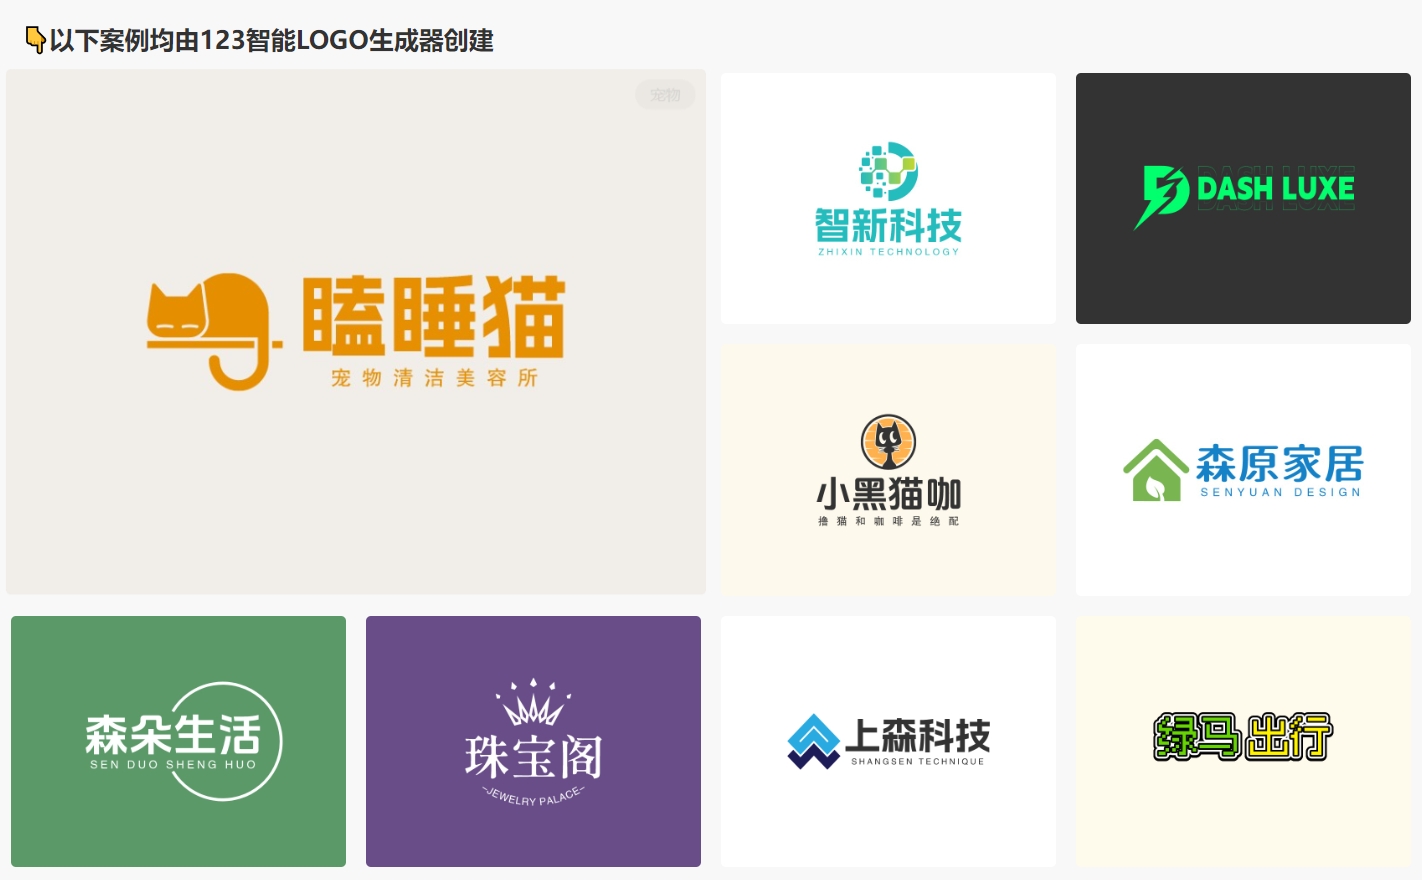 👇以下案例均由123智能LOGO生成器创建
宠物
瞌睡猫
宠物清洁美容所
智新科技
ZHIXIN TECHNOLOGY
DASH LUXE
小黑猫咖
撸猫和咖啡是绝配
森原家居
SENYUAN DESIGN
森朵生活
SEN DUO SHENG HUO
珠宝阁
~JEWELRY PALACE~
上森科技
SHANGSEN TECHNIQUE
绿马出行